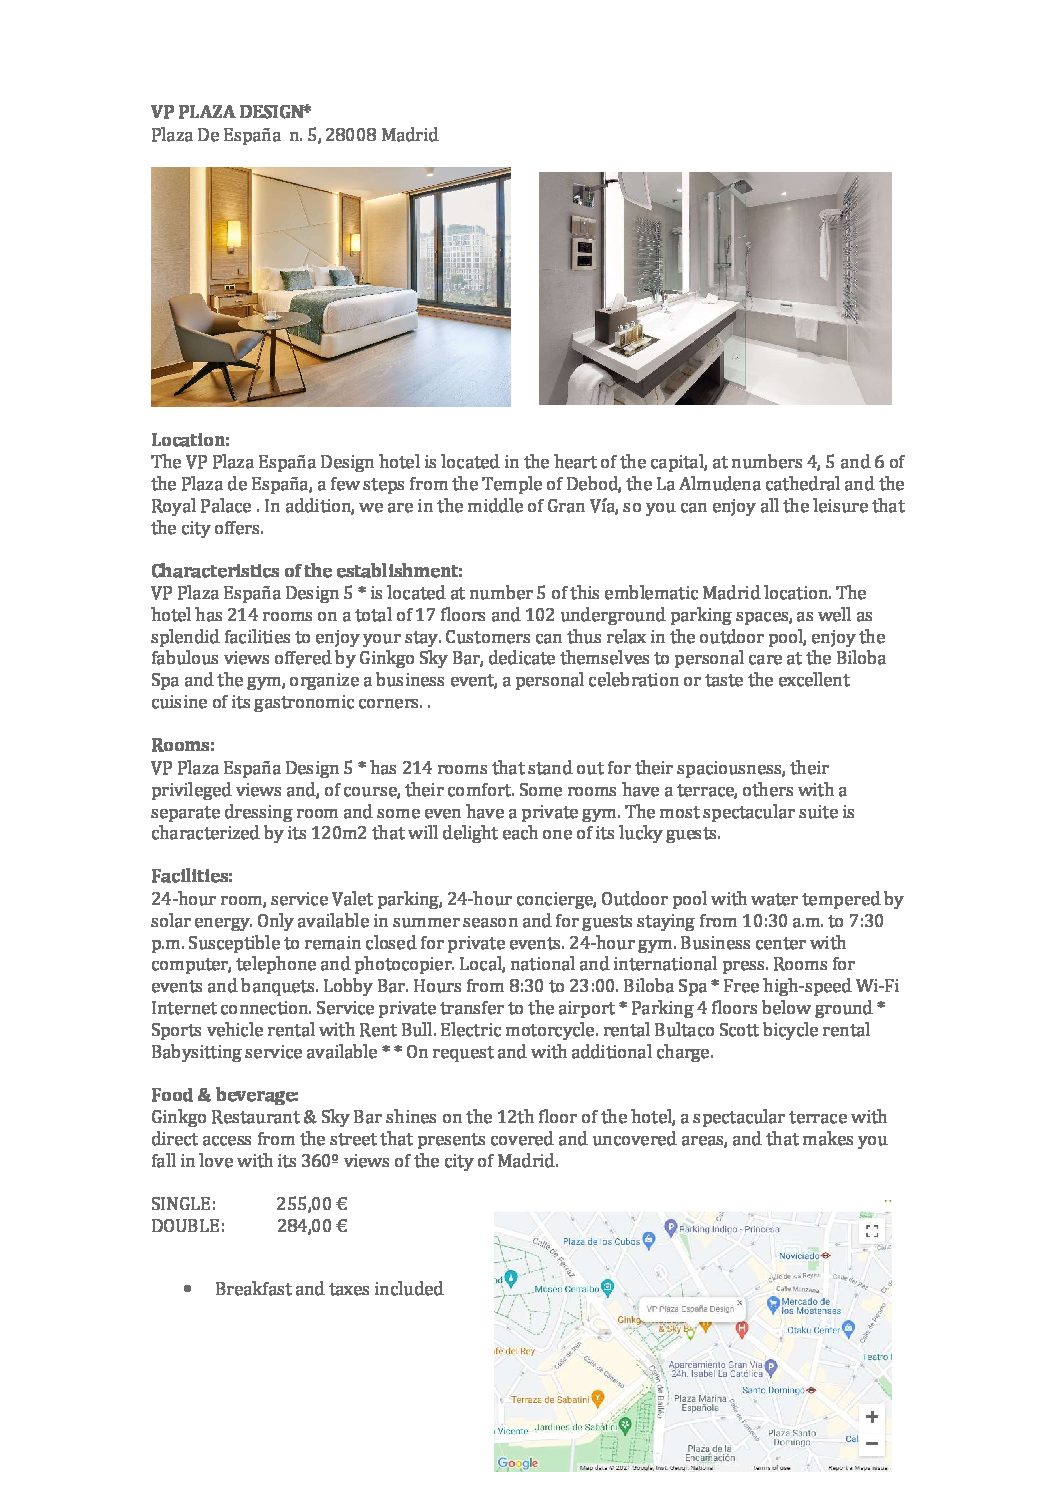 VP PLAZA DESIGN*
Plaza De España  n. 5, 28008 Madrid
Location:
The VP Plaza España Design hotel is located in the heart of the capital, at numbers 4, 5 and 6 of
the Plaza de España, a few steps from the Temple of Debod, the La Almudena cathedral and the
Royal Palace . In addition, we are in the middle of Gran Vía, so you can enjoy all the leisure that
the city offers.
Characteristics of the establishment:
VP Plaza España Design 5 * is located at number 5 of this emblematic Madrid location. The
hotel has 214 rooms on a total of 17 floors and 102 underground parking spaces, as well as
splendid facilities to enjoy your stay. Customers can thus relax in the outdoor pool, enjoy the
fabulous views offered by Ginkgo Sky Bar, dedicate themselves to personal care at the Biloba
Spa and the gym, organize a business event, a personal celebration or taste the excellent
cuisine of its gastronomic corners. .
Rooms:
VP Plaza España Design 5 * has 214 rooms that stand out for their spaciousness, their
privileged views and, of course, their comfort. Some rooms have a terrace, others with a
separate dressing room and some even have a private gym. The most spectacular suite is
characterized by its 120m2 that will delight each one of its lucky guests.
Facilities:
24-hour room, service Valet parking, 24-hour concierge, Outdoor pool with water tempered by
solar energy. Only available in summer season and for guests staying from 10:30 a.m. to 7:30
p.m. Susceptible to remain closed for private events. 24-hour gym. Business center with
computer, telephone and photocopier. Local, national and international press. Rooms for
events and banquets. Lobby Bar. Hours from 8:30 to 23:00. Biloba Spa * Free high-speed Wi-Fi
Internet connection. Service private transfer to the airport * Parking 4 floors below ground *
Sports vehicle rental with Rent Bull. Electric motorcycle. rental Bultaco Scott bicycle rental
Babysitting service available * * On request and with additional charge.
Food & beverage:
Ginkgo Restaurant & Sky Bar shines on the 12th floor of the hotel, a spectacular terrace with
direct access from the street that presents covered and uncovered areas, and that makes you
fall in love with its 360º views of the city of Madrid.
SINGLE: 255,00 €
DOUBLE: 284,00 €
• Breakfast and taxes included
Parking Indigo - Princesa
Plaza de los Cubos
Calle de Ferraz
Noviciado
Calle de los Reyes
Calle Manzana
Museo Cerralbo
VP Plaza España Design
Mercado de
los Mostenses
Ginkg
& Sky B
Otaku Center
fé del Rey
Teatro
Aparcamiento Gran Vía
24h. Isabel La Católica
Santo Domingo
Terraza de Sabatini
Plaza Marina
Española
Calle de Bailén
Jardines de Sabatini
Vicente
Plaza Santo
Domingo
Cal
Plaza de la
Encarnación
Google
Map data © 2021 Google, Inst. Geogr. Nacional
Terms of use
Report a Maps issue